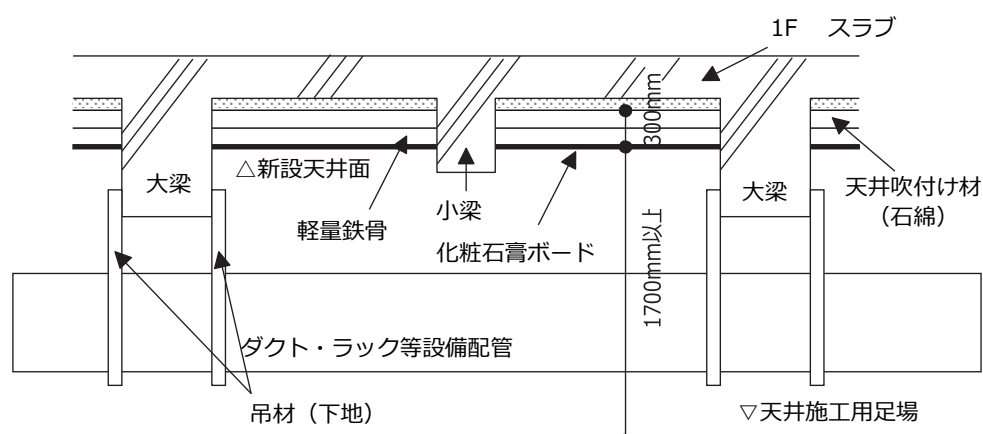 1F スラブ
300mm
△新設天井面
大梁
小梁
大梁
天井吹付け材
（石綿）
軽量鉄骨
化粧石膏ボード
1700mm以上
ダクト・ラック等設備配管
吊材（下地）
▽天井施工用足場